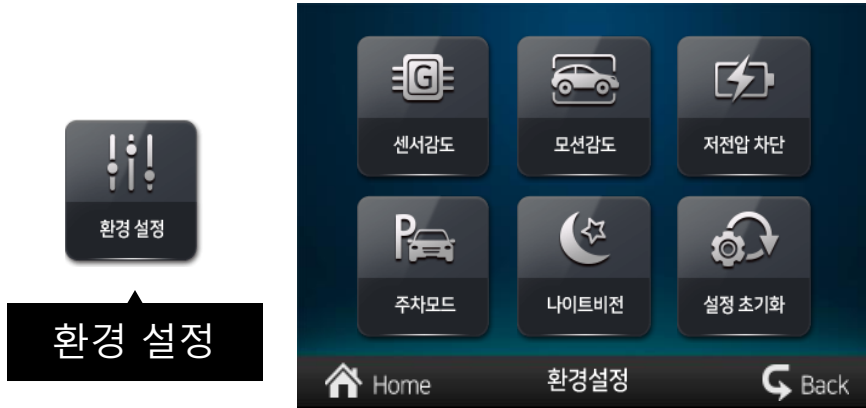 환경 설정
환경 설정
G
센서감도
모션감도
저전압 차단
P
주차모드
나이트비전
설정 초기화
Home
환경설정
Back